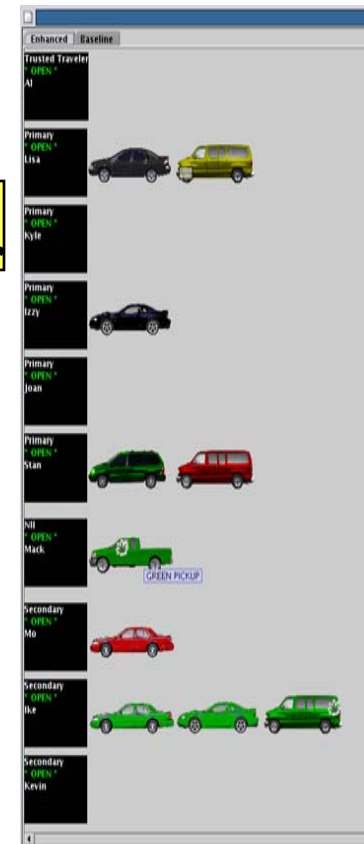 Enhanced Baseline
Trusted Traveler
* OPEN *
Al
Primary
* OPEN *
Lisa
Primary
* OPEN *
Kyle
Primary
* OPEN *
Izzy
Primary
* OPEN *
Joan
Primary
* OPEN *
Stan
NII
* OPEN *
Mack
GREEN PICKUP
Secondary
* OPEN *
Mo
Secondary
* OPEN *
Ike
Secondary
* OPEN *
Kevin